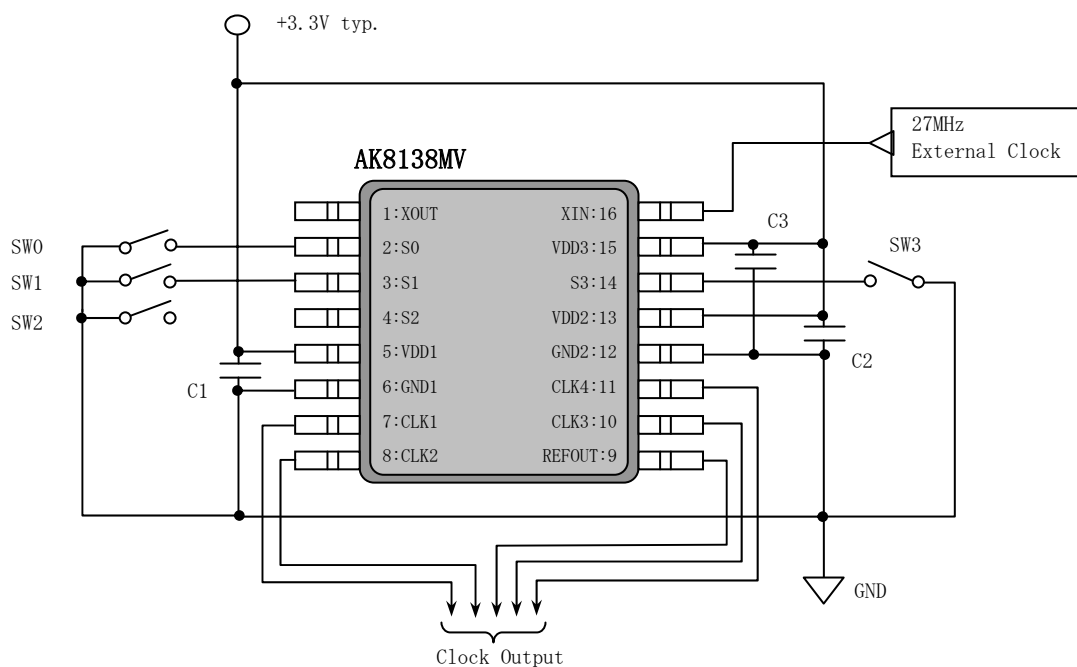 +3.3V typ.
27MHz
External Clock
AK8138MV
1:XOUT
XIN:16
C3
SW0
2:S0
VDD3:15
SW3
SW1
3:S1
S3:14
SW2
4:S2
VDD2:13
5:VDD1
GND2:12
C2
C1
6:GND1
CLK4:11
7:CLK1
CLK3:10
8:CLK2
REFOUT:9
GND
Clock Output